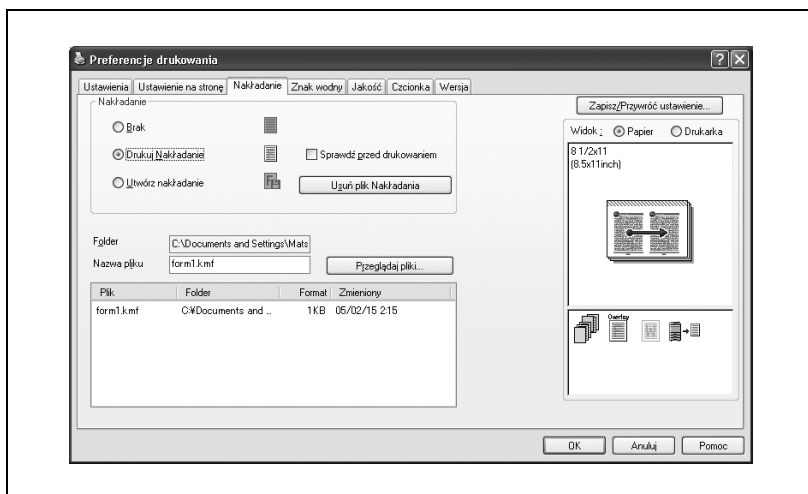 Preferencje drukowania
Ustawienia Ustawienie na stronę Nakładanie Znak wodny Jakość Czcionka Wersja
Nakładanie
Brak
Drukuj Nakładanie
Sprawdź przed drukowaniem
Utwórz nakładanie
Usuń plik Nakładania
Folder
C:\Documents and Settings\Mats
Nazwa pliku
form1.kmf
Przeglądaj pliki...
Plik Folder Format Zmieniony
form1.kmf C:¥Documents and .. 1KB 05/02/15 2:15
Zapisz/Przywróć ustawienie...
Widok : Papier Drukarka
8 1/2x11
(8.5x11inch)
Overlay
OK Anuluj Pomoc